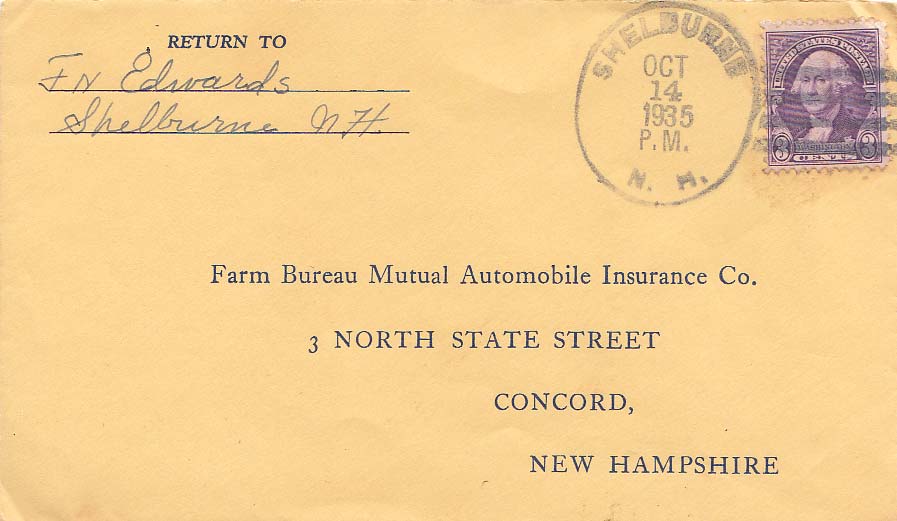 RETURN TO
F N Edwards
Shelburne N.H.
SHELBURNE
OCT
14
1935
P.M.
N. H.
UNITED STATES POSTAGE
3 WASHINGTON 3
CENTS
Farm Bureau Mutual Automobile Insurance Co.
3 NORTH STATE STREET
CONCORD,
NEW HAMPSHIRE